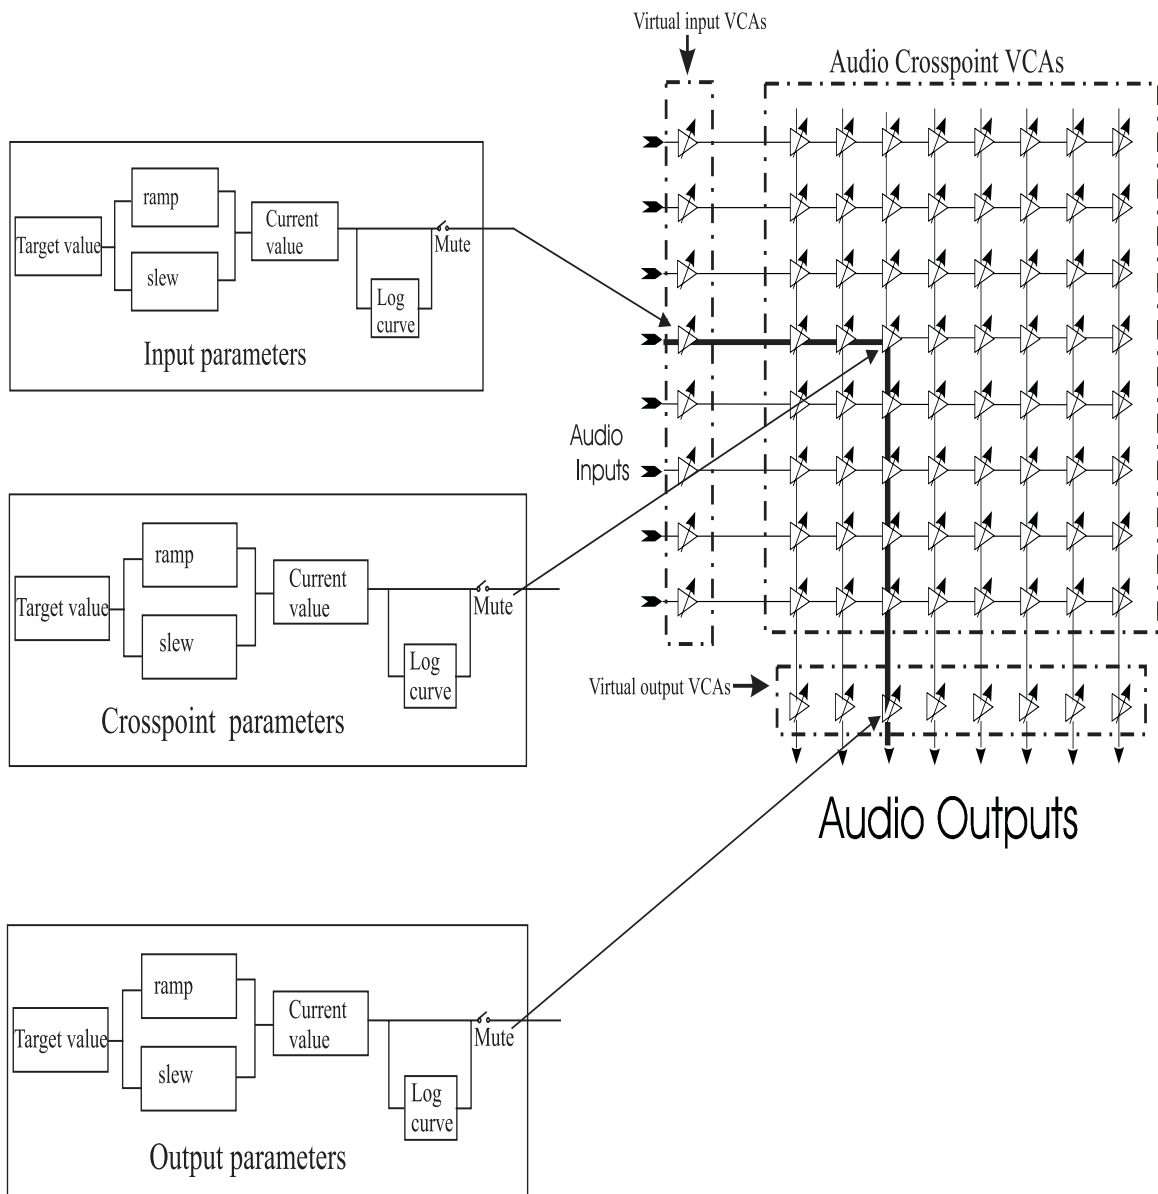 Virtual input VCAs
Audio Crosspoint VCAs
ramp
Target value
slew
Current
value
Mute
Log
curve
Input parameters
Audio
Inputs
ramp
Target value
slew
Current
value
Mute
Log
curve
Crosspoint parameters
Virtual output VCAs
Audio Outputs
ramp
Target value
slew
Current
value
Mute
Log
curve
Output parameters